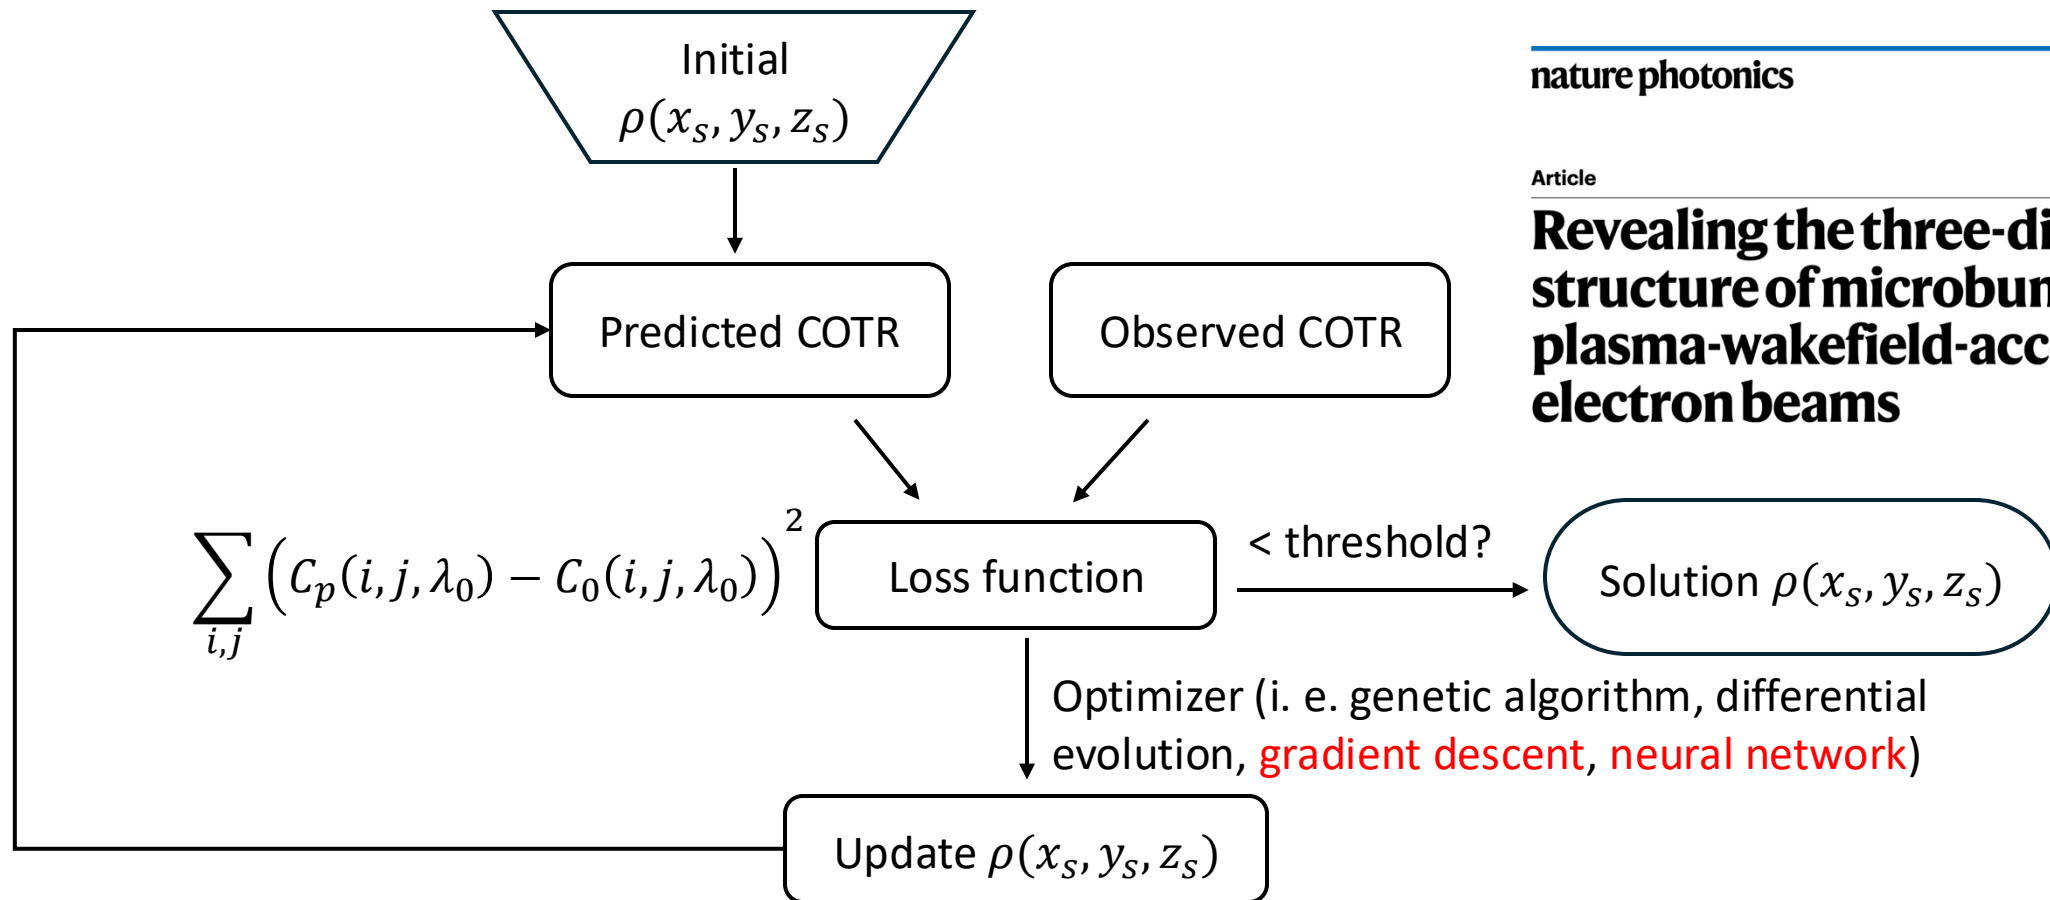 Initial
ρ(x_s, y_s, z_s)
nature photonics
Article
Revealing the three-di
structure of microbun
plasma-wakefield-acc
electron beams
Predicted COTR
Observed COTR
∑_{i,j} (C_p(i, j, λ_0) − C_0(i, j, λ_0))^2
Loss function
< threshold?
Solution ρ(x_s, y_s, z_s)
Optimizer (i. e. genetic algorithm, differential
evolution, gradient descent, neural network)
Update ρ(x_s, y_s, z_s)